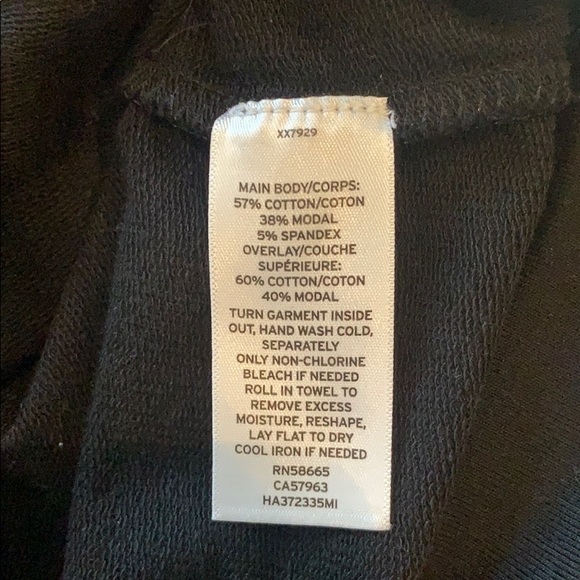 XX7929
MAIN BODY/CORPS:
57% COTTON/COTON
38% MODAL
5% SPANDEX
OVERLAY/COUCHE
SUPÉRIEURE:
60% COTTON/COTON
40% MODAL
TURN GARMENT INSIDE
OUT, HAND WASH COLD,
SEPARATELY
ONLY NON-CHLORINE
BLEACH IF NEEDED
ROLL IN TOWEL TO
REMOVE EXCESS
MOISTURE, RESHAPE,
LAY FLAT TO DRY
COOL IRON IF NEEDED
RN58665
CA57963
HA372335MI